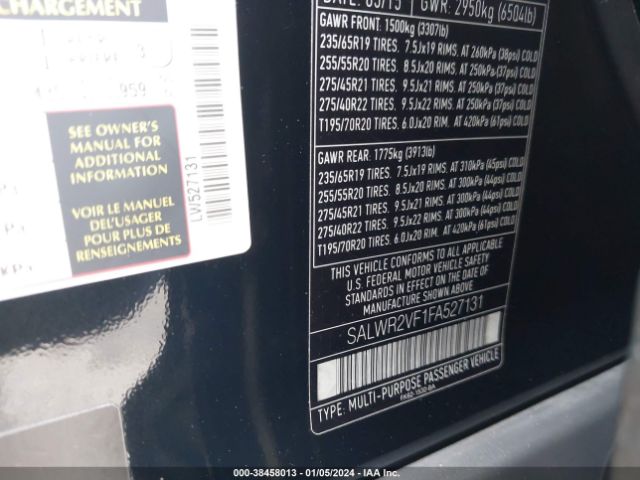 CHARGEMENT
959
SEE OWNER'S
MANUAL FOR
ADDITIONAL
INFORMATION
VOIR LE MANUEL
DEL'USAGER
POUR PLUS DE
RENSEIGNEMENTS
LWJ527131
DATE: 03/15
GWR: 2950kg (6504lb)
GAWR FRONT: 1500kg (3307lb)
235/65R19 TIRES. 7.5Jx19 RIMS. AT 260kPa (38psi) COLD
255/55R20 TIRES. 8.5Jx20 RIMS. AT 250kPa (37psi) COLD
275/45R21 TIRES. 9.5Jx21 RIMS. AT 250kPa (37psi) COLD
275/40R22 TIRES. 9.5Jx22 RIMS. AT 250kPa (37psi) COLD
T195/70R20 TIRES. 6.0Jx20 RIM. AT 420kPa (61psi) COLD
GAWR REAR: 1775kg (3913lb)
235/65R19 TIRES. 7.5Jx19 RIMS. AT 310kPa (45psi) COLD
255/55R20 TIRES. 8.5Jx20 RIMS. AT 300kPa (44psi) COLD
275/45R21 TIRES. 9.5Jx21 RIMS. AT 300kPa (44psi) COLD
275/40R22 TIRES. 9.5Jx22 RIMS. AT 300kPa (44psi) COLD
T195/70R20 TIRES. 6.0Jx20 RIM. AT 420kPa (61psi) COLD
THIS VEHICLE CONFORMS TO ALL APPLICABLE
U.S. FEDERAL MOTOR VEHICLE SAFETY
STANDARDS IN EFFECT ON THE DATE OF
MANUFACTURE SHOWN ABOVE
SALWR2VF1FA527131
TYPE: MULTI-PURPOSE PASSENGER VEHICLE
000-38458013 - 01/05/2024 - IAA Inc.